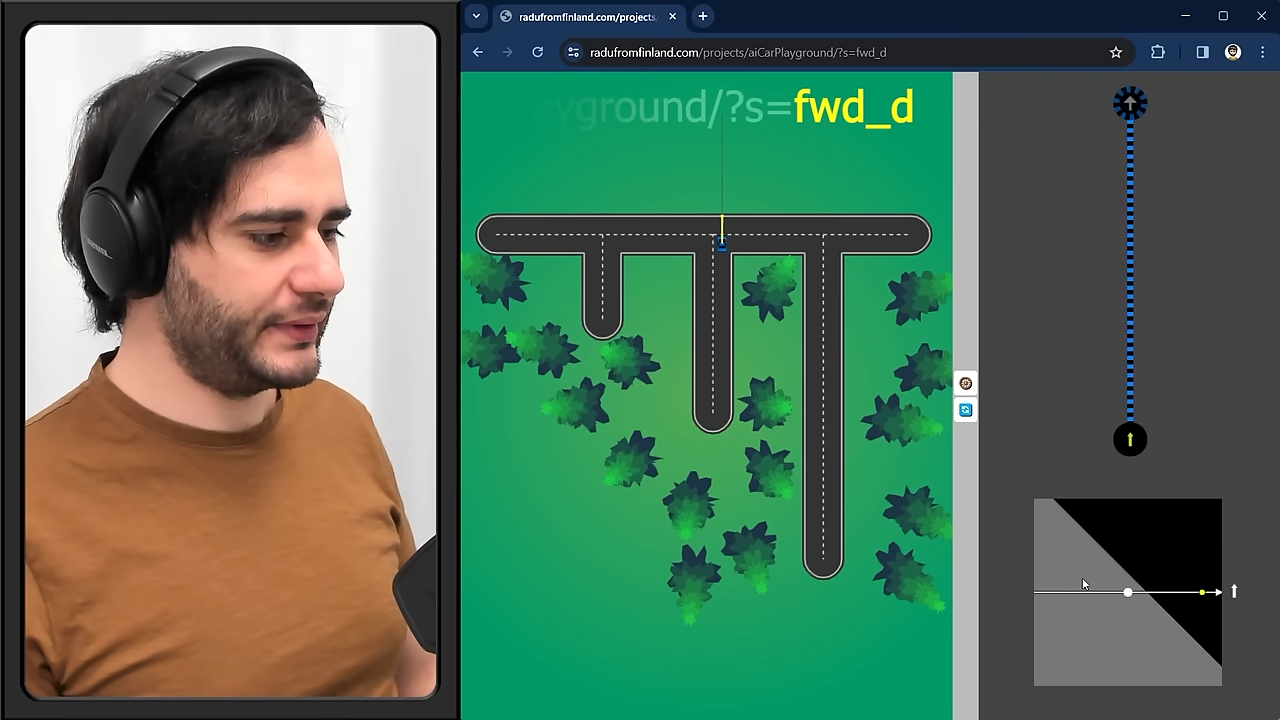 radufromfinland.com/projects
radufromfinland.com/projects/aiCarPlayground/?s=fwd_d
yground/?s=fwd_d